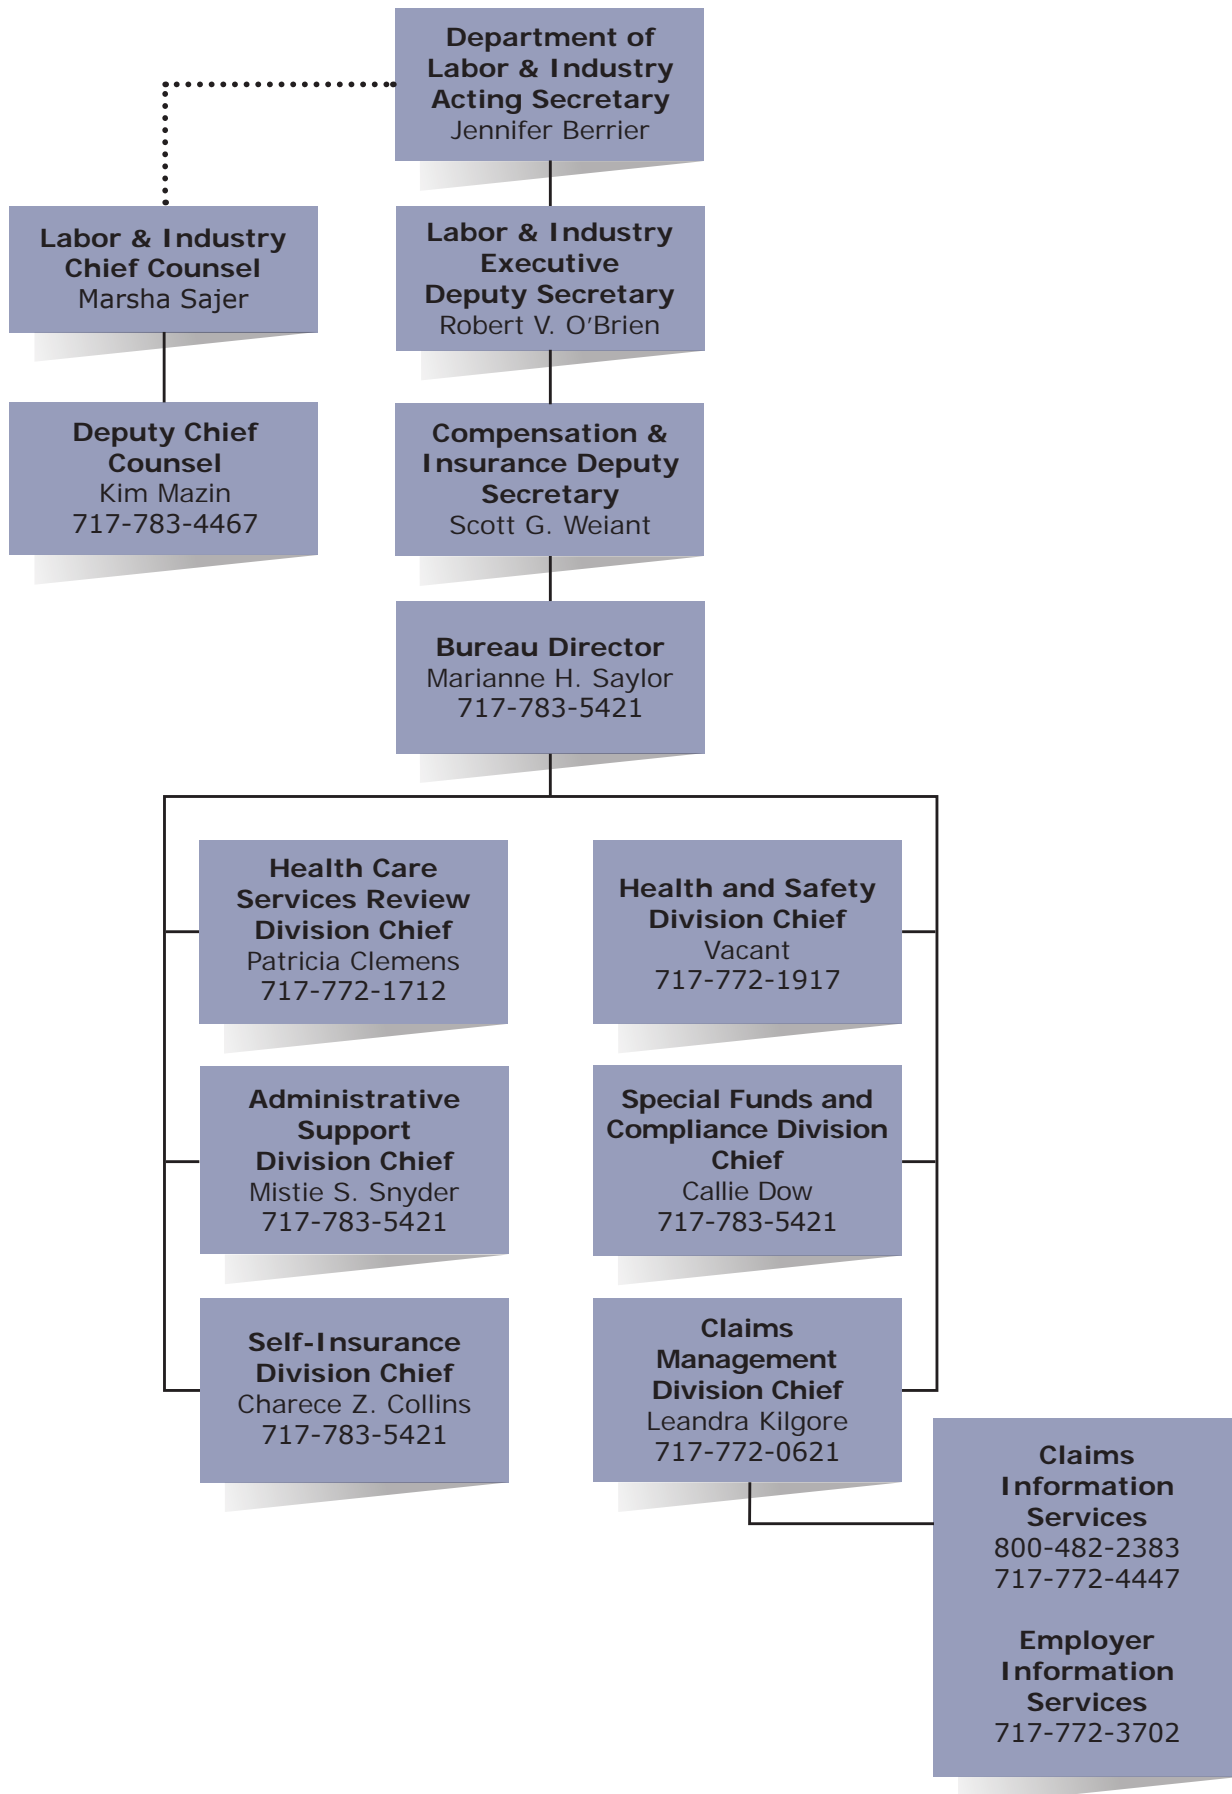 Department of
Labor & Industry
Acting Secretary
Jennifer Berrier
Labor & Industry
Chief Counsel
Marsha Sajer
Labor & Industry
Executive
Deputy Secretary
Robert V. O’Brien
Deputy Chief
Counsel
Kim Mazin
717-783-4467
Compensation &
Insurance Deputy
Secretary
Scott G. Weiant
Bureau Director
Marianne H. Saylor
717-783-5421
Health Care
Services Review
Division Chief
Patricia Clemens
717-772-1712
Health and Safety
Division Chief
Vacant
717-772-1917
Administrative
Support
Division Chief
Mistie S. Snyder
717-783-5421
Special Funds and
Compliance Division
Chief
Callie Dow
717-783-5421
Self-Insurance
Division Chief
Charece Z. Collins
717-783-5421
Claims
Management
Division Chief
Leandra Kilgore
717-772-0621
Claims
Information
Services
800-482-2383
717-772-4447
Employer
Information
Services
717-772-3702